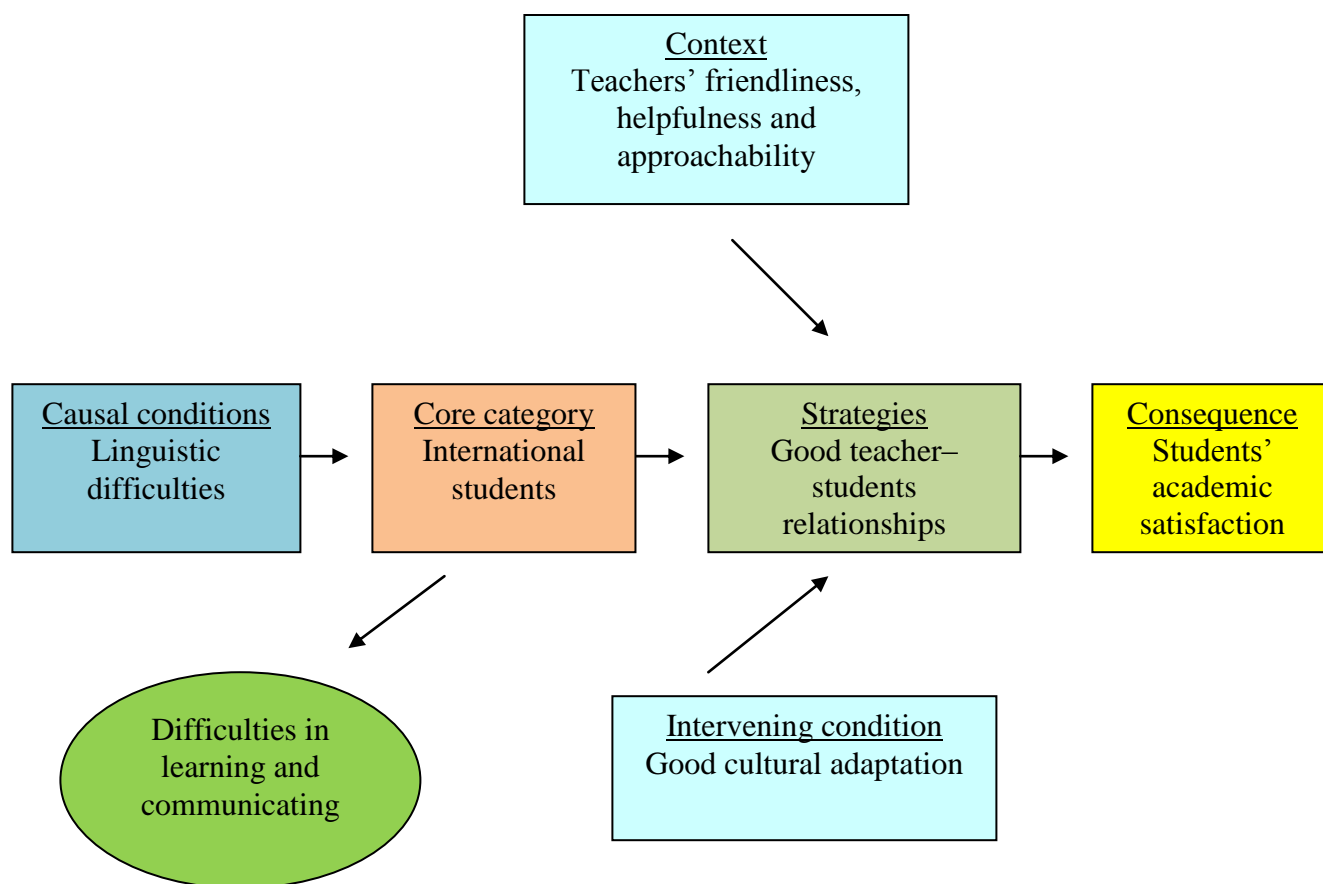 Context
Teachers’ friendliness,
helpfulness and
approachability
Causal conditions
Linguistic
difficulties
Core category
International
students
Strategies
Good teacher–
students
relationships
Consequence
Students’
academic
satisfaction
Difficulties in
learning and
communicating
Intervening condition
Good cultural adaptation